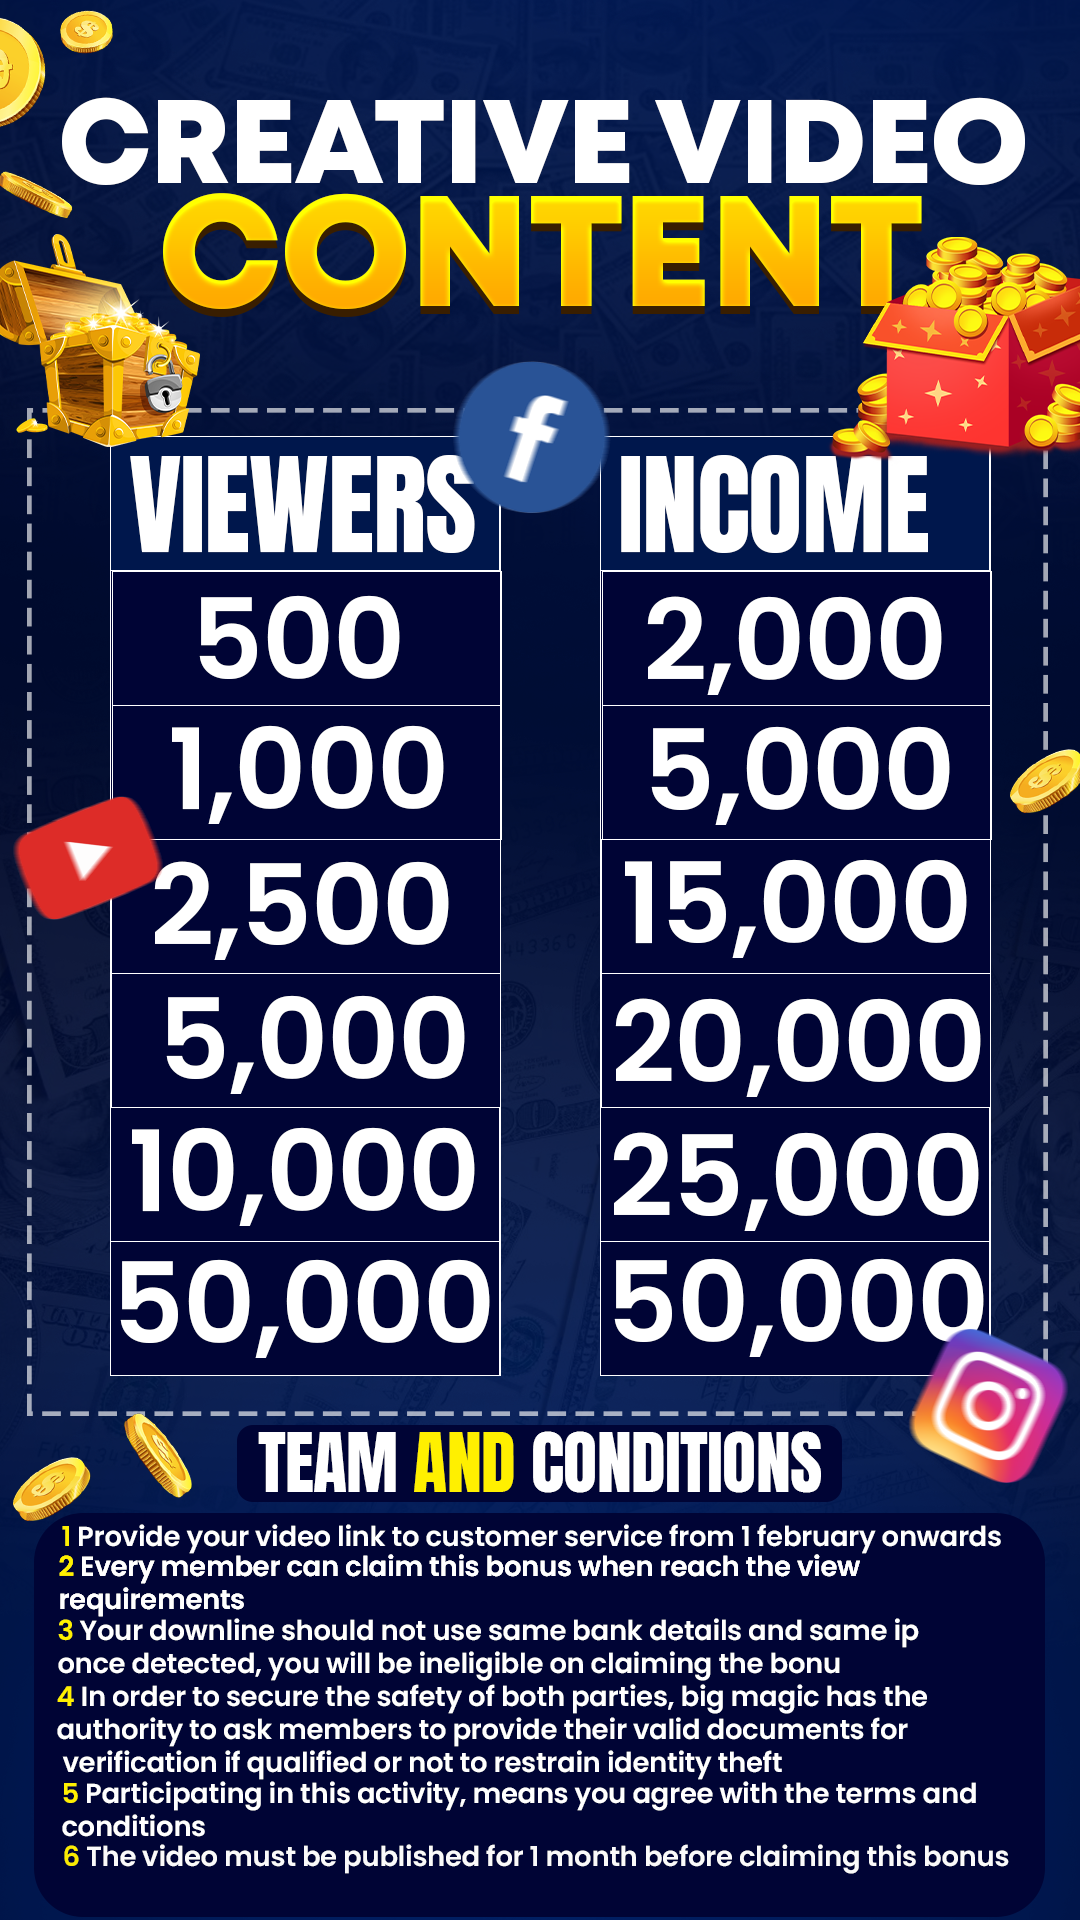 CREATIVE VIDEO
CONTENT
VIEWERS INCOME
500 2,000
1,000 5,000
2,500 15,000
5,000 20,000
10,000 25,000
50,000 50,000
TEAM AND CONDITIONS
1 Provide your video link to customer service from 1 february onwards
2 Every member can claim this bonus when reach the view
requirements
3 Your downline should not use same bank details and same ip
once detected, you will be ineligible on claiming the bonu
4 In order to secure the safety of both parties, big magic has the
authority to ask members to provide their valid documents for
verification if qualified or not to restrain identity theft
5 Participating in this activity, means you agree with the terms and
conditions
6 The video must be published for 1 month before claiming this bonus